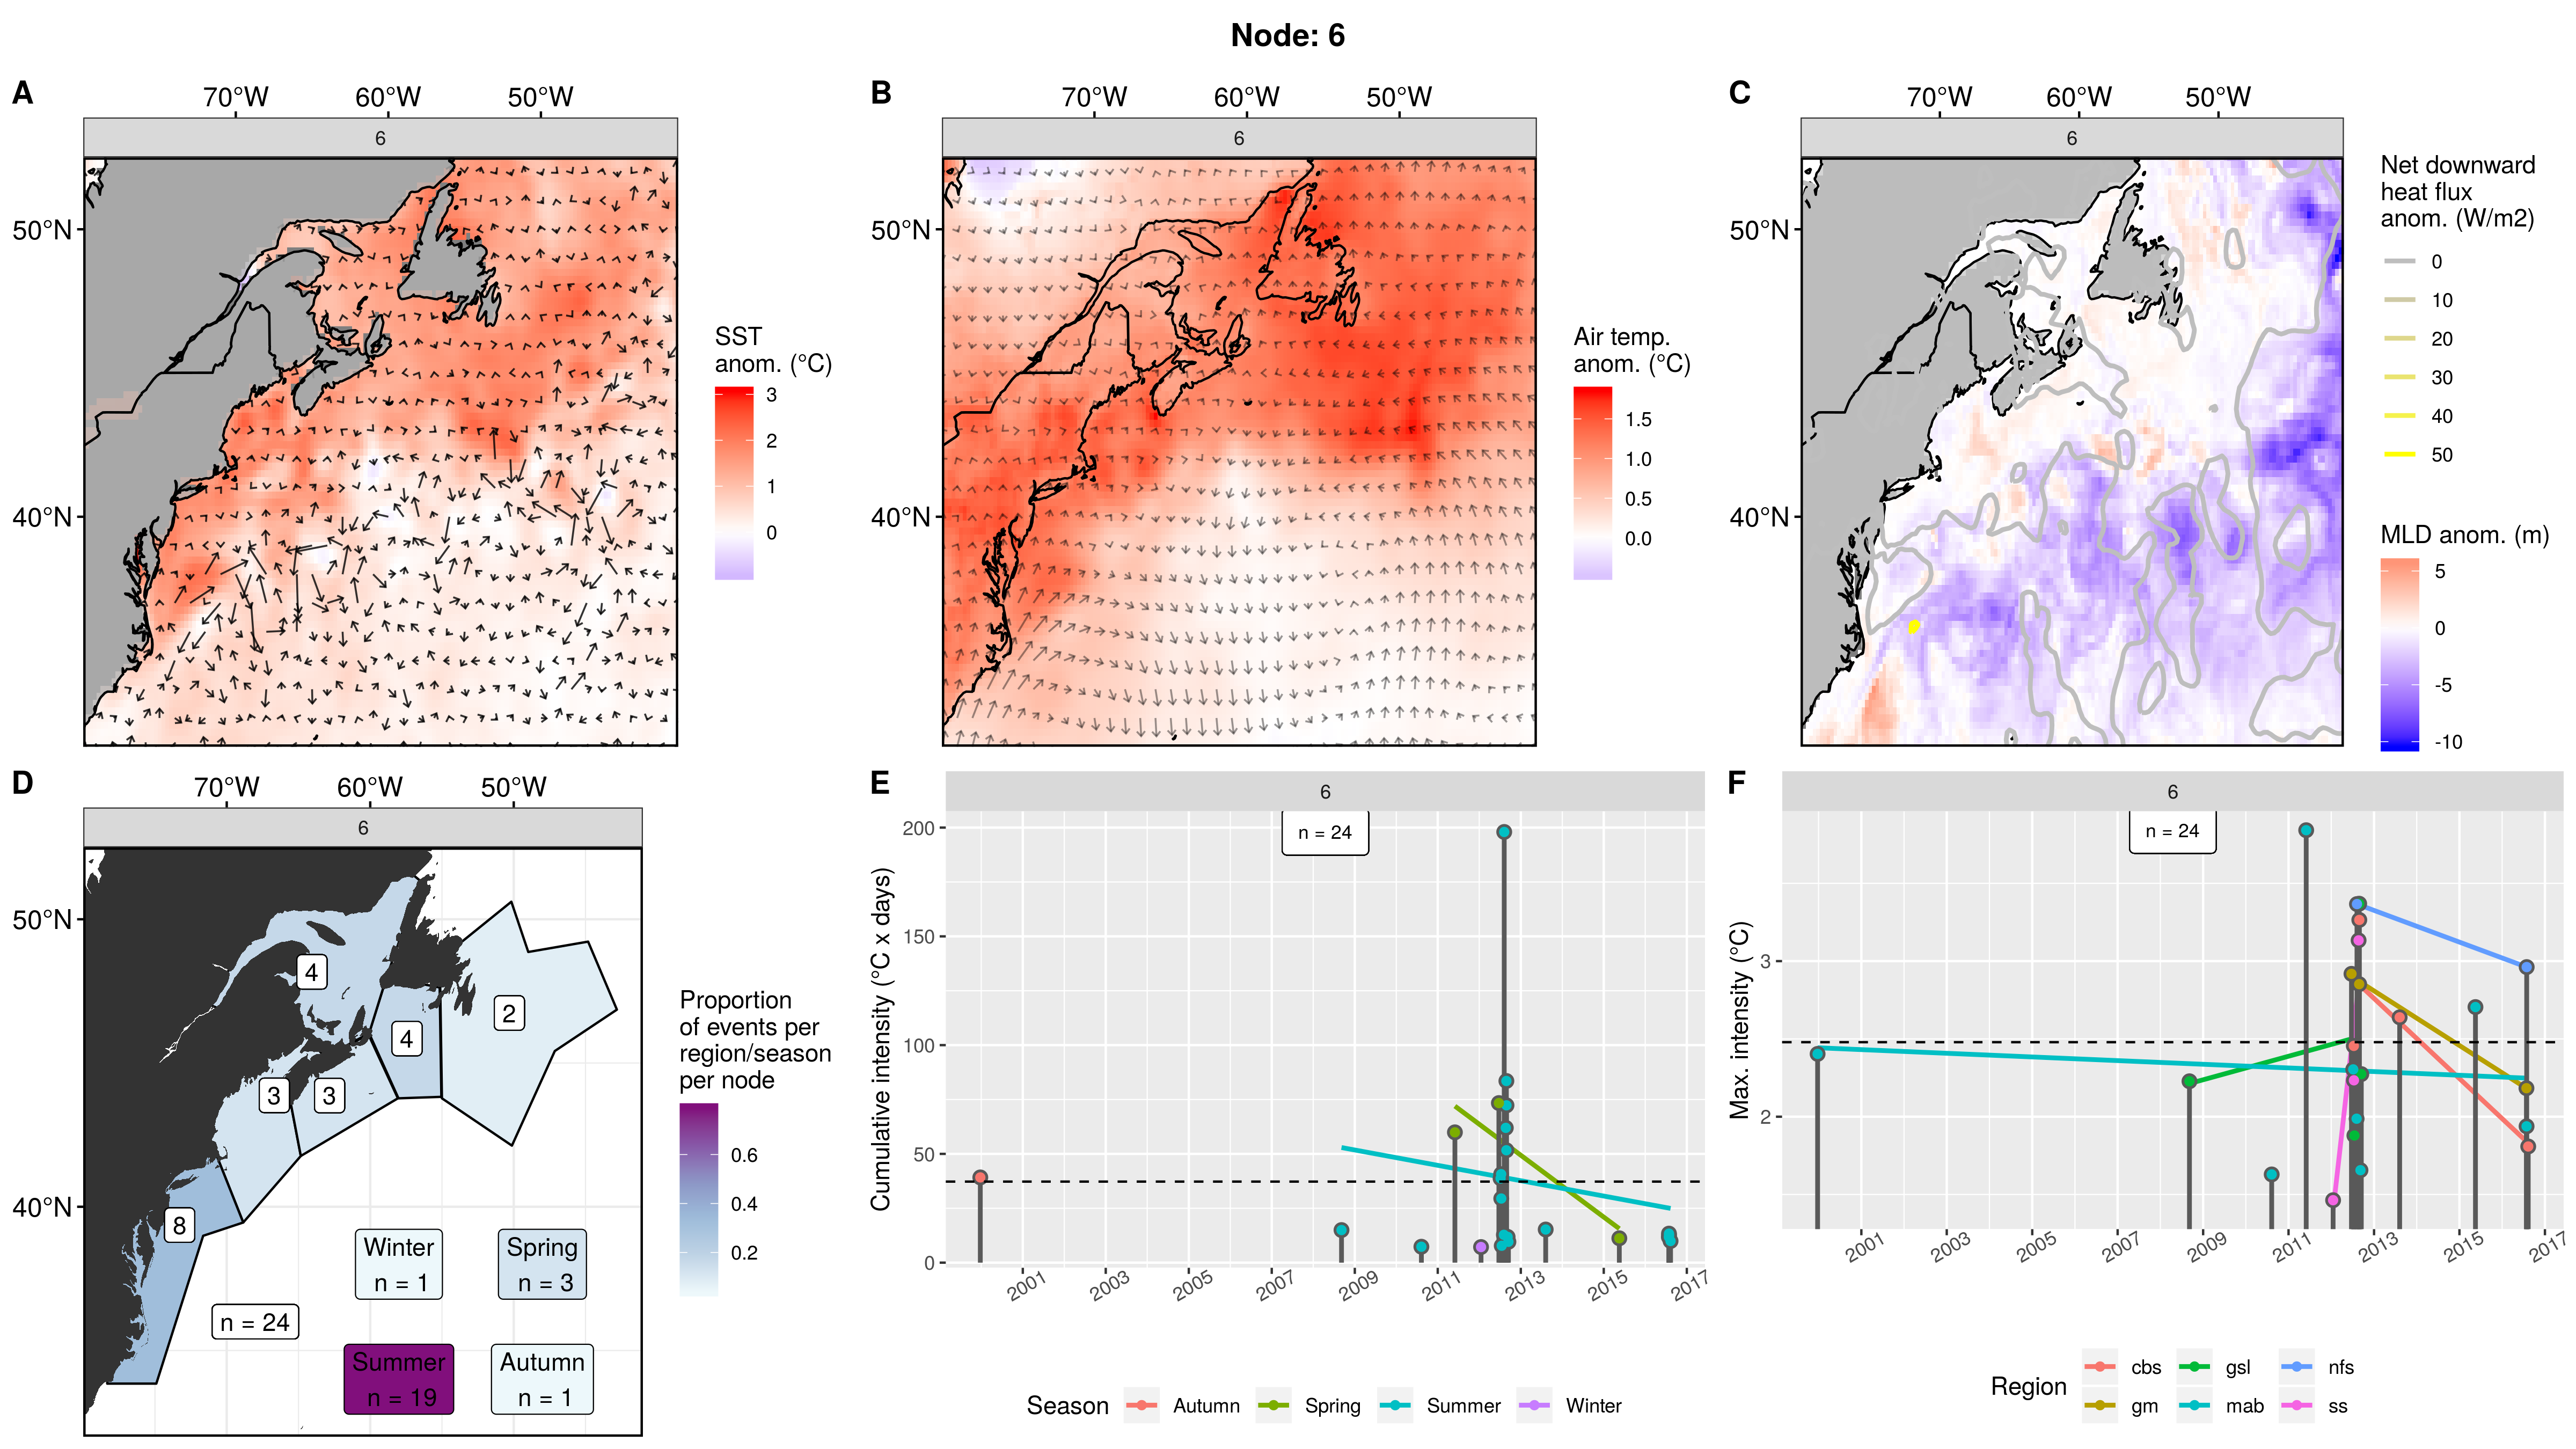 Node: 6
A
70°W 60°W 50°W
6
50°N
40°N
SST
anom. (°C)
3
2
1
0
B
70°W 60°W 50°W
6
50°N
40°N
Air temp.
anom. (°C)
1.5
1.0
0.5
0.0
C
70°W 60°W 50°W
6
50°N
40°N
Net downward
heat flux
anom. (W/m2)
0
10
20
30
40
50
MLD anom. (m)
5
0
-5
-10
D
70°W 60°W 50°W
6
50°N
40°N
4
4
2
3
3
8
n = 24
Winter
n = 1
Spring
n = 3
Summer
n = 19
Autumn
n = 1
Proportion
of events per
region/season
per node
0.6
0.4
0.2
E
6
n = 24
Cumulative intensity (°C x days)
200
150
100
50
0
2001 2003 2005 2007 2009 2011 2013 2015 2017
Season Autumn Spring Summer Winter
F
6
n = 24
Max. intensity (°C)
3
2
2001 2003 2005 2007 2009 2011 2013 2015 2017
Region
cbs gsl nfs
gm mab ss